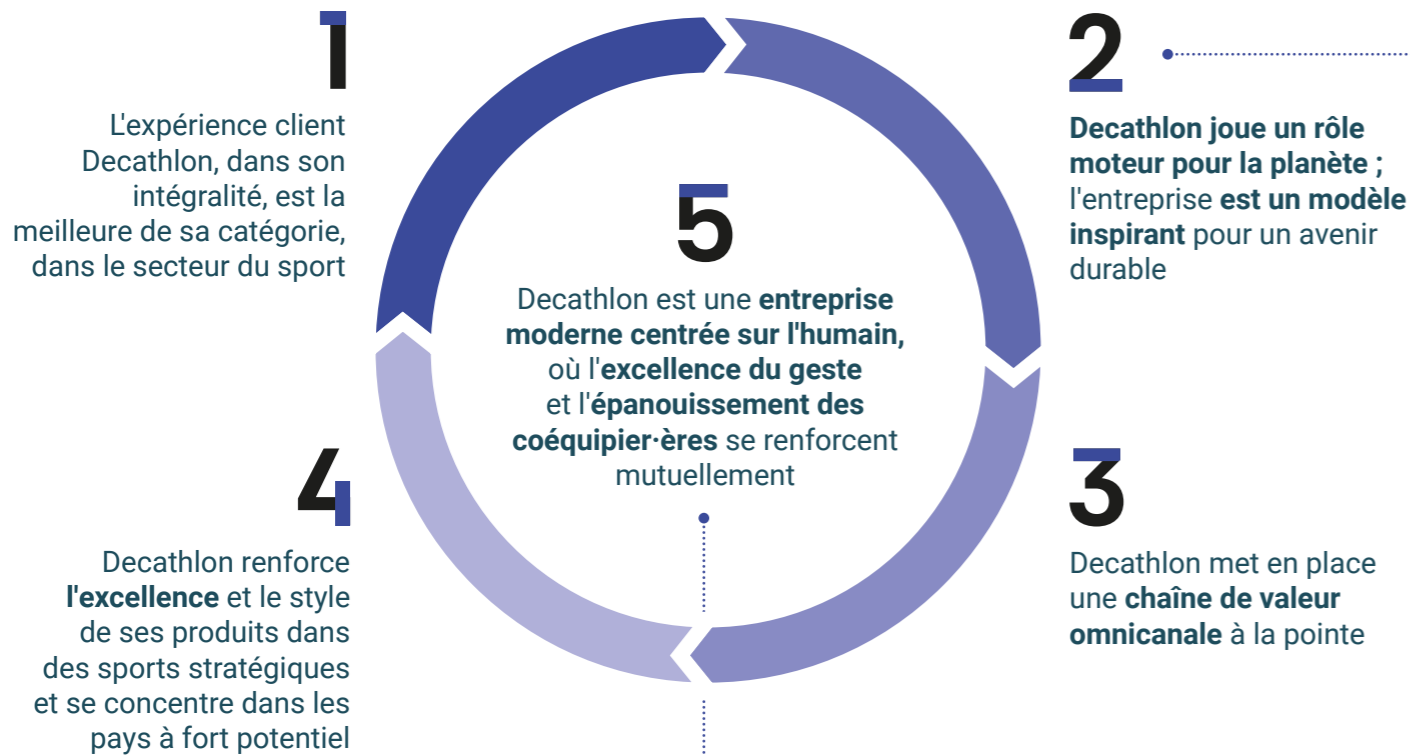 1
L'expérience client
Decathlon, dans son
intégralité, est la
meilleure de sa catégorie,
dans le secteur du sport
2
Decathlon joue un rôle
moteur pour la planète ;
l'entreprise est un modèle
inspirant pour un avenir
durable
3
Decathlon met en place
une chaîne de valeur
omnicanale à la pointe
4
Decathlon renforce
l'excellence et le style
de ses produits dans
des sports stratégiques
et se concentre dans les
pays à fort potentiel
5
Decathlon est une entreprise
moderne centrée sur l'humain,
où l'excellence du geste
et l'épanouissement des
coéquipier·ères se renforcent
mutuellement